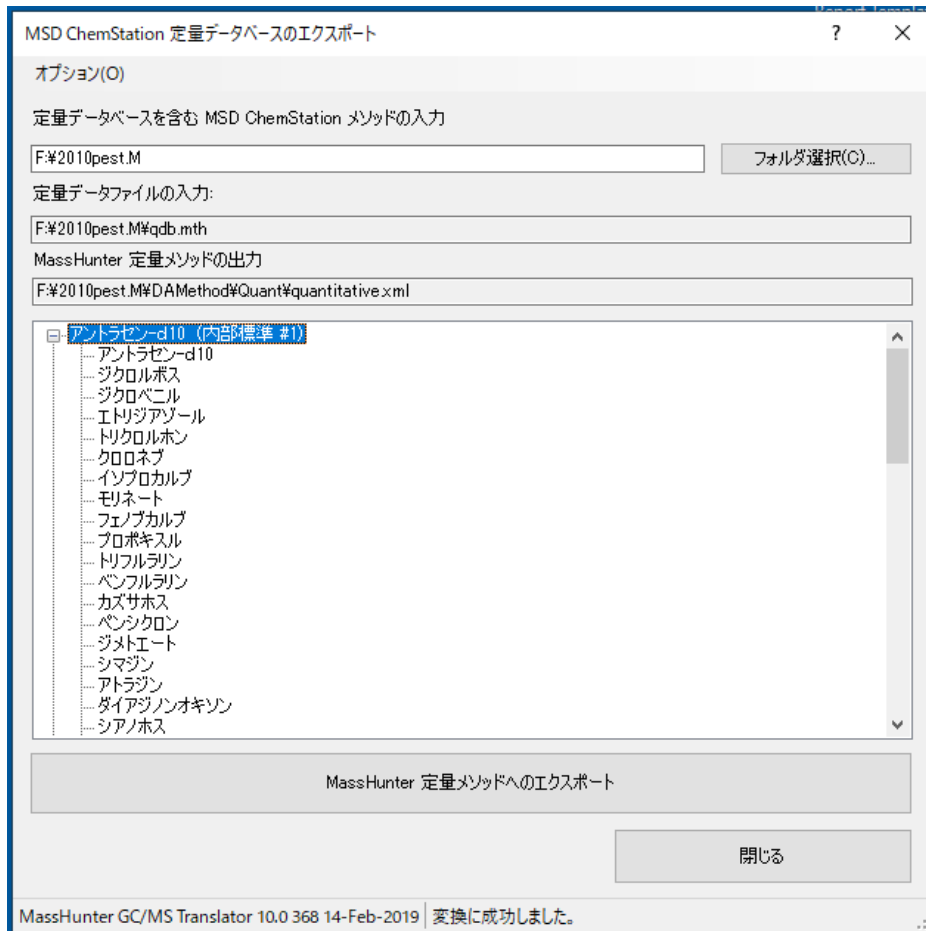 MSD ChemStation 定量データベースのエクスポート ?
オプション(O)
定量データベースを含む MSD ChemStation メソッドの入力
F:¥2010pest.M フォルダ選択(C)...
定量データファイルの入力:
F:¥2010pest.M¥qdb.mth
MassHunter 定量メソッドの出力
F:¥2010pest.M¥DAMethod¥Quant¥quantitative.xml
アントラセン-d10 (内部標準 #1)
アントラセン-d10
ジクロルボス
ジクロベニル
エトリジアゾール
トリクロルホン
クロロネブ
イソプロカルブ
モリネート
フェノブカルブ
プロポキスル
トリフルラリン
ベンフルラリン
カズサホス
ペンシクロン
ジメトエート
シマジン
アトラジン
ダイアジノンオキソン
シアノホス
MassHunter 定量メソッドへのエクスポート
閉じる
MassHunter GC/MS Translator 10.0 368 14-Feb-2019 変換に成功しました。